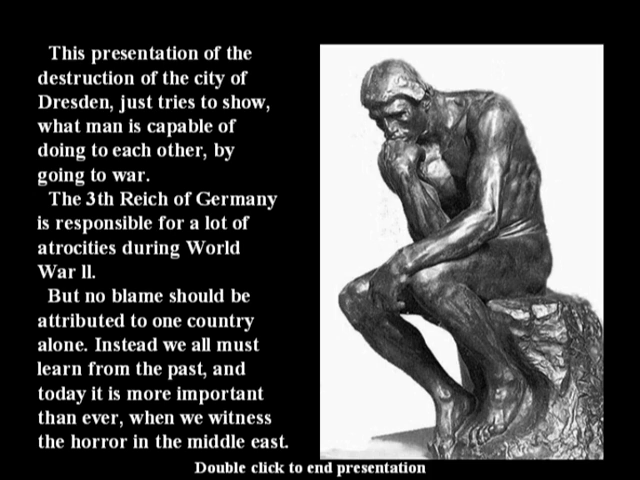 This presentation of the
destruction of the city of
Dresden, just tries to show,
what man is capable of
doing to each other, by
going to war.
The 3th Reich of Germany
is responsible for a lot of
atrocities during World
War ll.
But no blame should be
attributed to one country
alone. Instead we all must
learn from the past, and
today it is more important
than ever, when we witness
the horror in the middle east.
Double click to end presentation